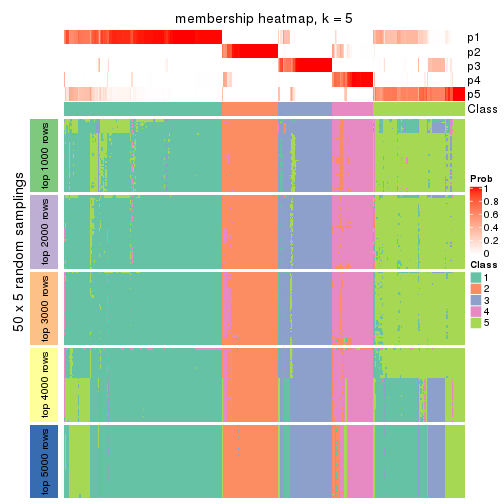 membership heatmap, k = 5
p1
p2
p3
p4
p5
Class
50 x 5 random samplings
top 1000 rows
top 2000 rows
top 3000 rows
top 4000 rows
top 5000 rows
Prob
1
0.8
0.6
0.4
0.2
0
Class
1
2
3
4
5